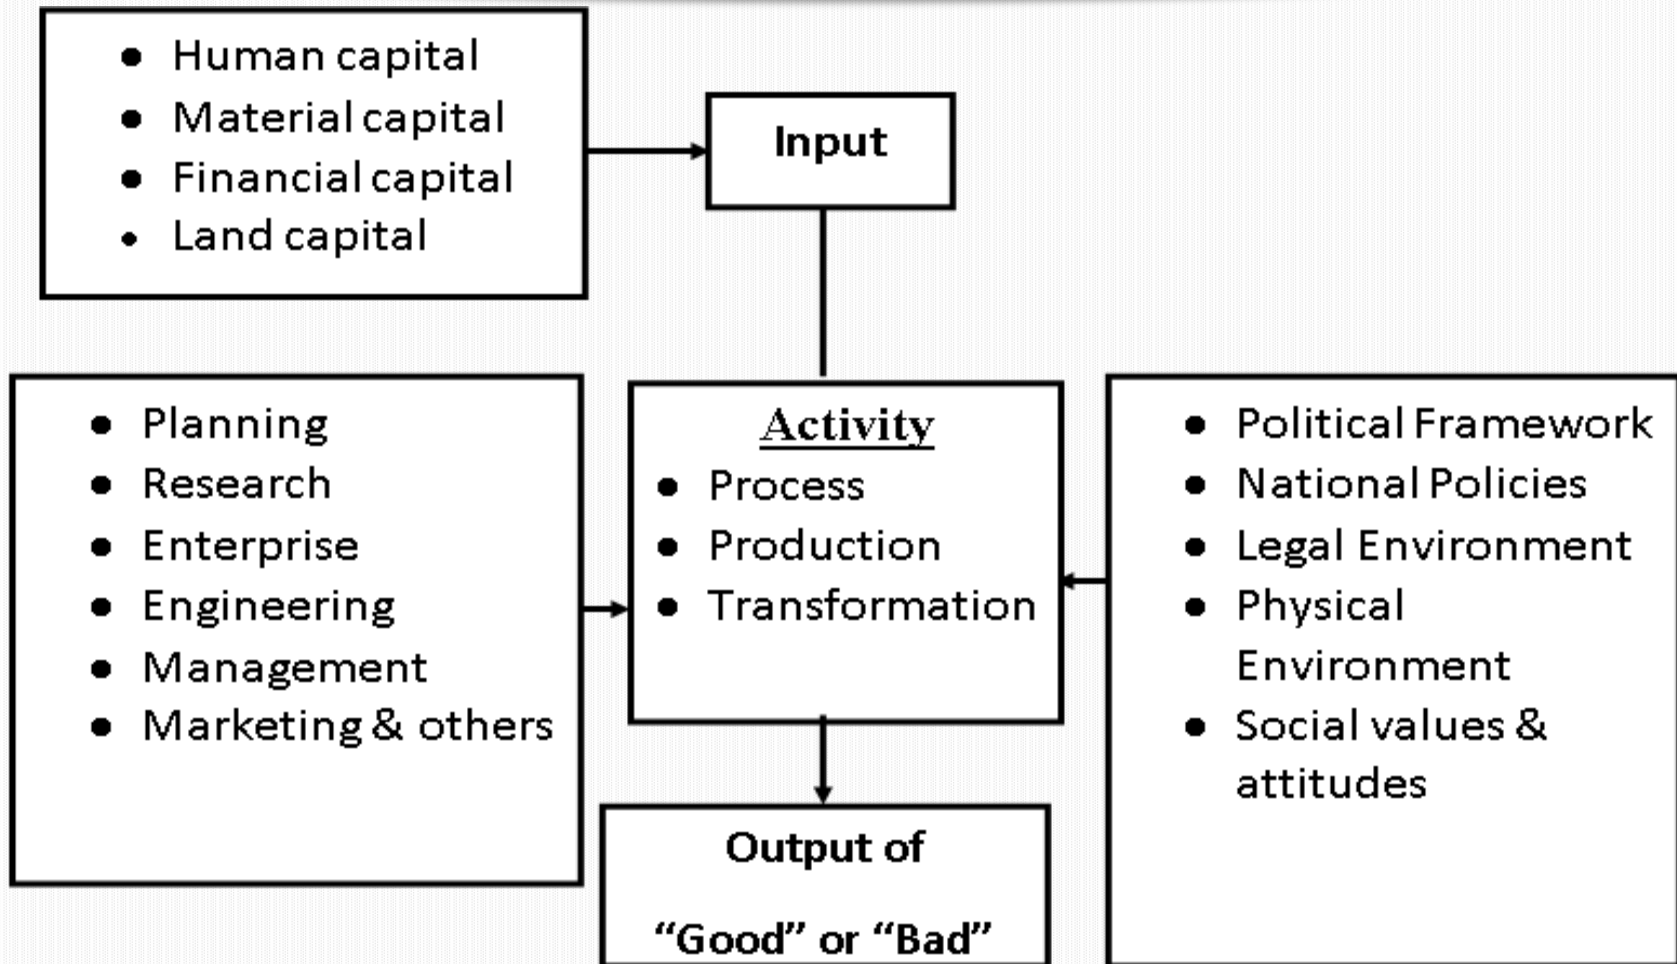 • Human capital
• Material capital
• Financial capital
• Land capital
Input
• Planning
• Research
• Enterprise
• Engineering
• Management
• Marketing & others
Activity
• Process
• Production
• Transformation
• Political Framework
• National Policies
• Legal Environment
• Physical
Environment
• Social values &
attitudes
Output of
“Good” or “Bad”